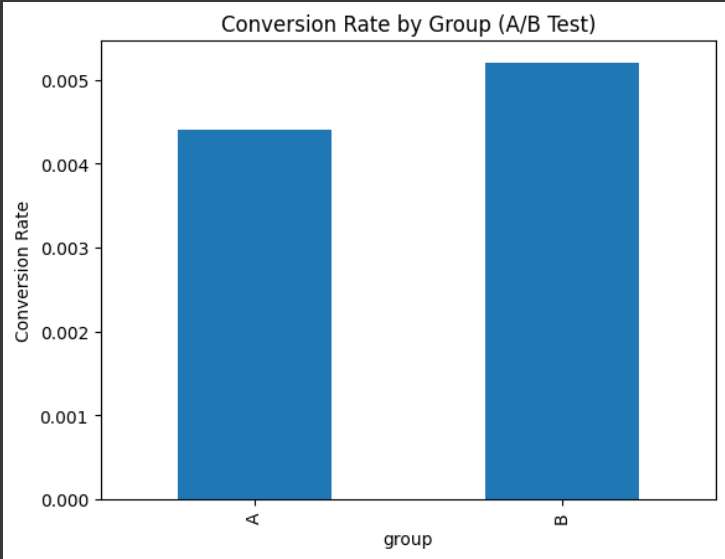 Conversion Rate by Group (A/B Test)
Conversion Rate
0.005
0.004
0.003
0.002
0.001
0.000
A
B
group